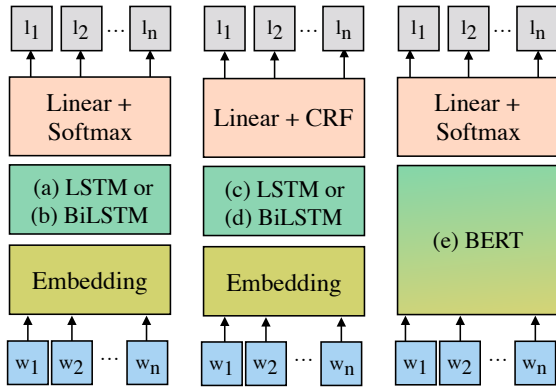 l1 l2 ... ln
Linear +
Softmax
(a) LSTM or
(b) BiLSTM
Embedding
w1 w2 ... wn
l1 l2 ... ln
Linear + CRF
(c) LSTM or
(d) BiLSTM
Embedding
w1 w2 ... wn
l1 l2 ... ln
Linear +
Softmax
(e) BERT
w1 w2 ... wn